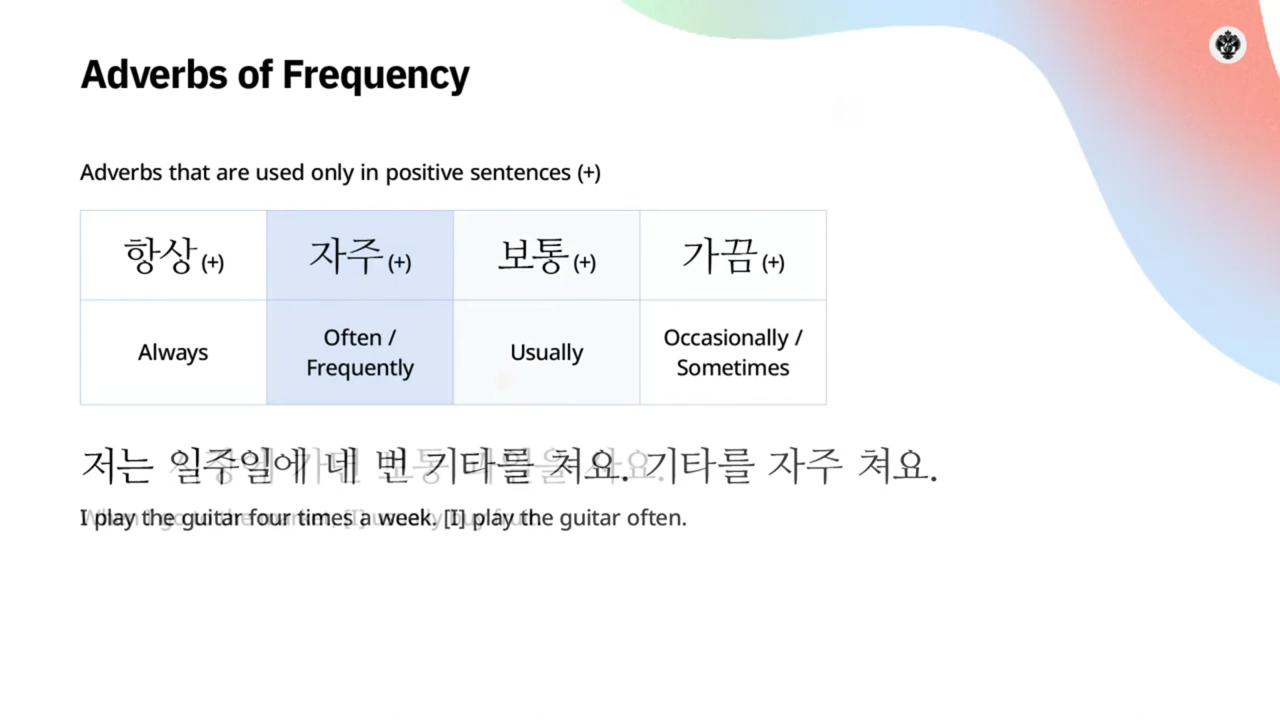 Adverbs of Frequency
Adverbs that are used only in positive sentences (+)
항상 (+) 자주 (+) 보통 (+) 가끔 (+)
Always
Often / Frequently
Usually
Occasionally / Sometimes
저는 일주일에 네 번 기타를 쳐요. 기타를 자주 쳐요.
I play the guitar four times a week. [I] play the guitar often.